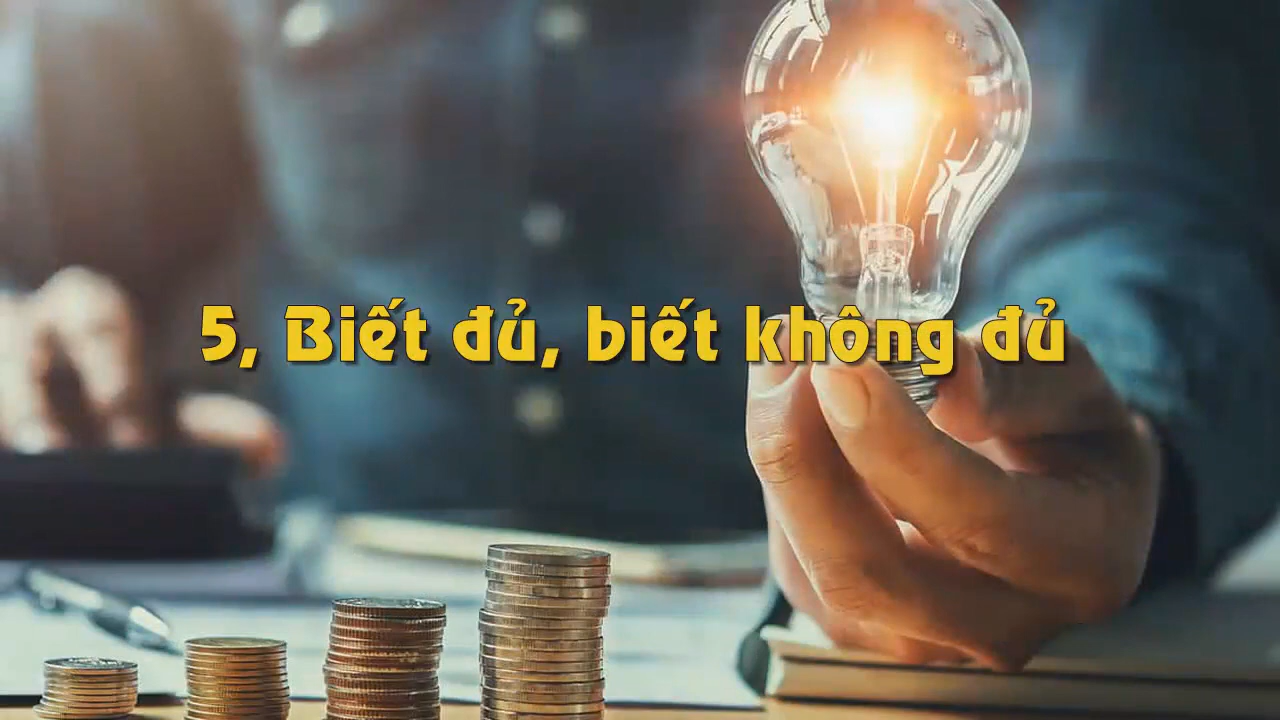 5, Biết đủ, biết không đủ